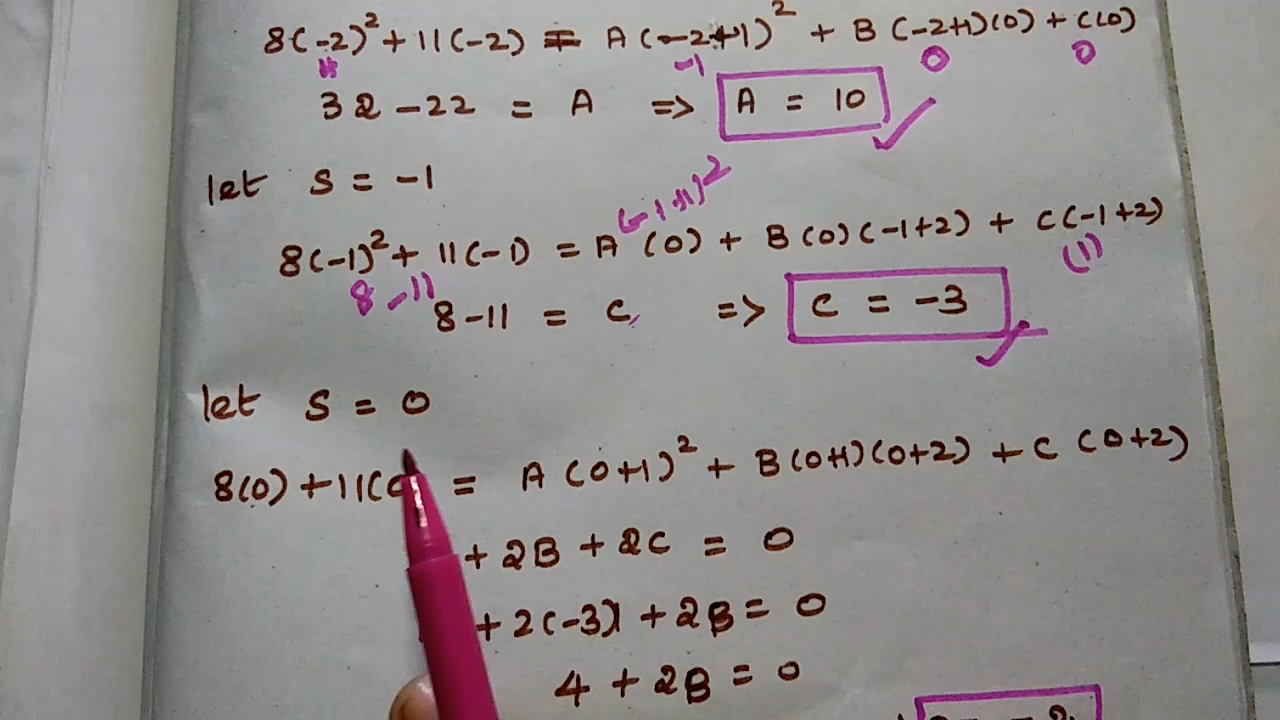 8(-2)² + 11(-2) = A(-2+1)² + B(-2+1)(0) + C(0)
-1 0 0
32 - 22 = A => A = 10
let S = -1
(-1+1)²
8(-1)² + 11(-1) = A(0) + B(0)(-1+2) + C(-1+2)
8 - 11 (1)
8 - 11 = C => C = -3
let S = 0
8(0) + 11( = A(0+1)² + B(0+1)(0+2) + C(0+2)
+ 2B + 2C = 0
+ 2(-3) + 2B = 0
4 + 2B = 0